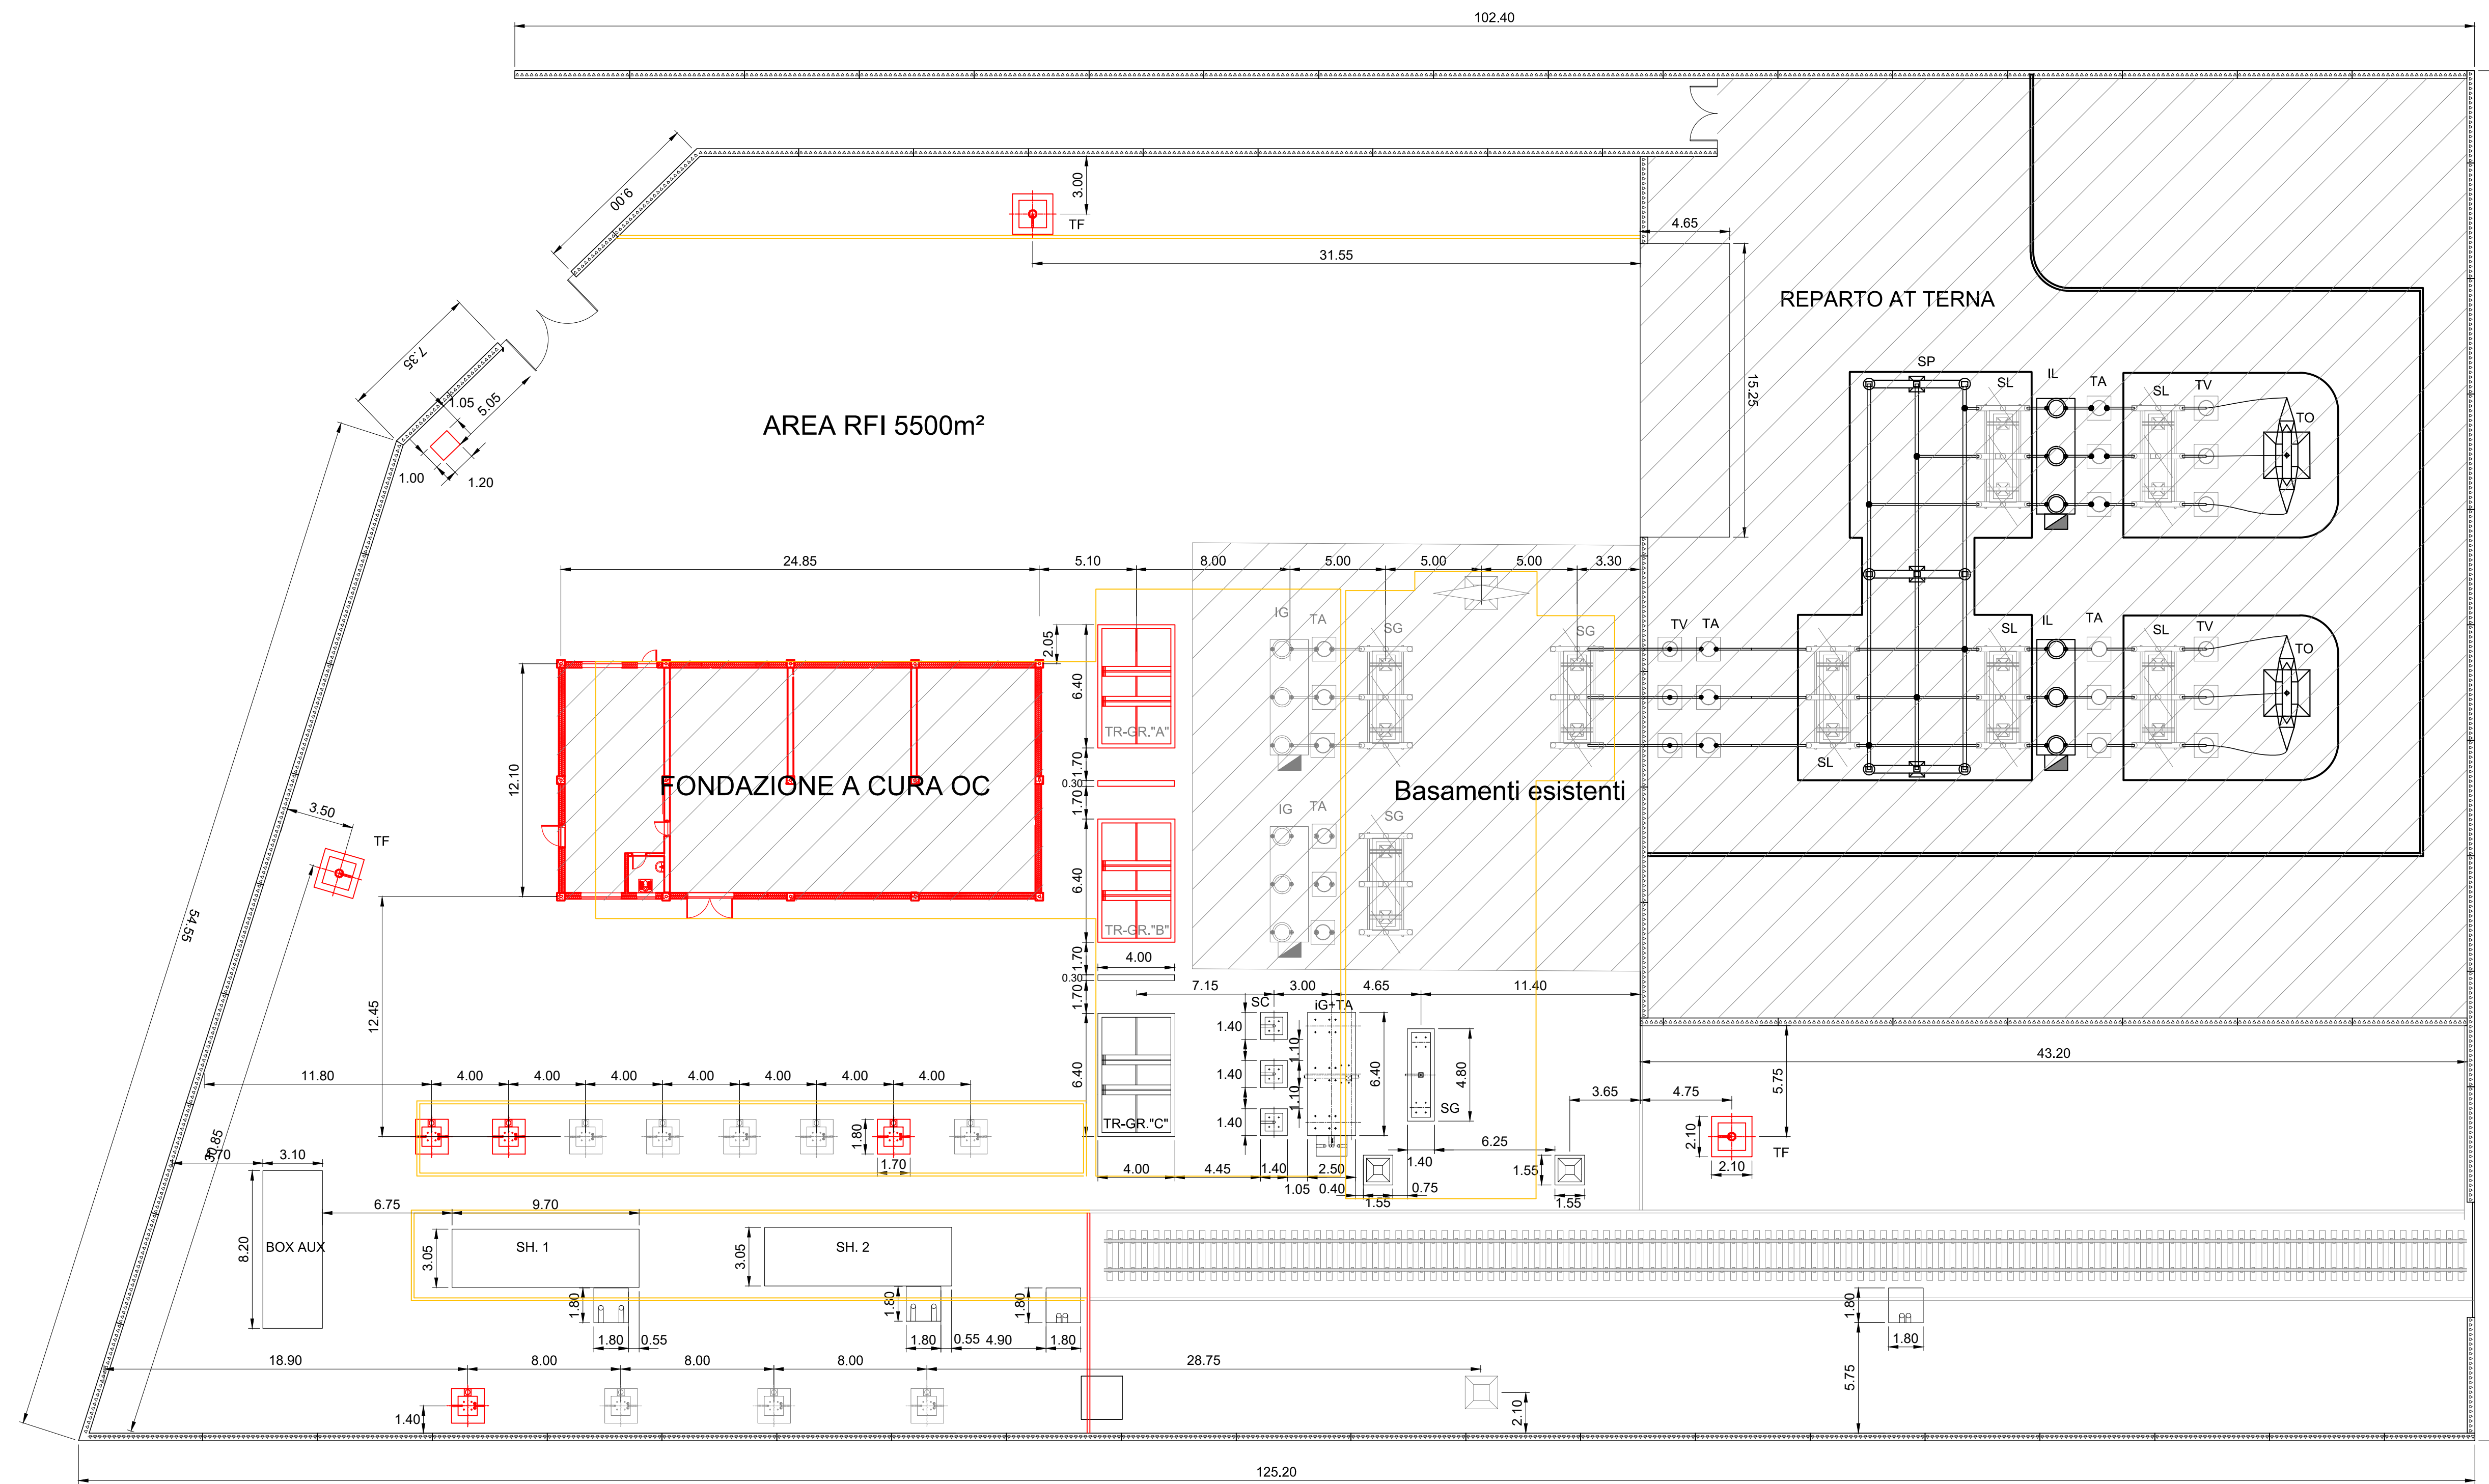 102.40
9.00
3.00
TF
4.65
31.55
REPARTO AT TERNA
7.35
1.05
5.05
15.25
SP
SL
IL
TA
SL
TV
TO
AREA RFI 5500m²
1.00
1.20
24.85
5.10
8.00
5.00
5.00
5.00
3.30
2.05
IG
TA
SG
SG
TV
TA
SL
IL
TA
SL
TV
TO
6.40
TR-GR."A"
SL
12.10
FONDAZIONE A CURA OC
1.70
0.30
1.70
Basamenti esistenti
3.50
TF
IG
TA
SG
6.40
TR-GR."B"
54.55
1.70
4.00
0.30
1.70
7.15
3.00
4.65
11.40
12.45
SC
iG+TA
1.40
1.10
43.20
5.75
11.80
4.00
4.00
4.00
4.00
4.00
4.00
4.00
6.40
1.40
6.40
4.80
1.10
3.65
4.75
SG
TR-GR."C"
1.40
1.80
2.10
TF
30.85
6.25
3.10
1.70
4.00
4.45
1.40
2.50
1.40
1.55
2.10
1.05
0.40
0.75
1.55
1.55
6.75
9.70
8.20
BOX AUX
3.05
SH. 1
3.05
SH. 2
1.80
1.80
1.80
1.80
1.80
0.55
1.80
0.55
4.90
1.80
1.80
18.90
8.00
8.00
8.00
28.75
5.75
1.40
2.10
125.20